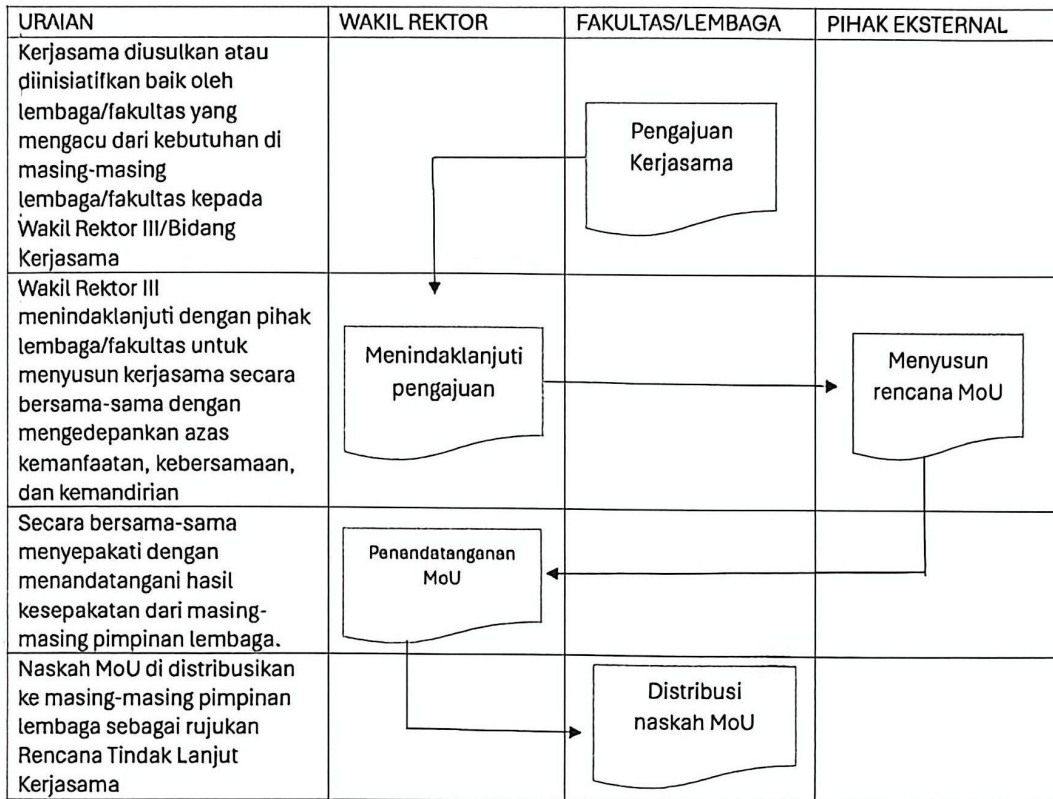 URAIAN WAKIL REKTOR FAKULTAS/LEMBAGA PIHAK EKSTERNAL
Kerjasama diusulkan atau
diinisiatifkan baik oleh
lembaga/fakultas yang
mengacu dari kebutuhan di
masing-masing
lembaga/fakultas kepada
Wakil Rektor III/Bidang
Kerjasama
Pengajuan
Kerjasama
Wakil Rektor III
menindaklanjuti dengan pihak
lembaga/fakultas untuk
menyusun kerjasama secara
bersama-sama dengan
mengedepankan azas
kemanfaatan, kebersamaan,
dan kemandirian
Menindaklanjuti
pengajuan
Menyusun
rencana MoU
Secara bersama-sama
menyepakati dengan
menandatangani hasil
kesepakatan dari masing-
masing pimpinan lembaga.
Panandatanganan
MoU
Naskah MoU di distribusikan
ke masing-masing pimpinan
lembaga sebagai rujukan
Rencana Tindak Lanjut
Kerjasama
Distribusi
naskah MoU